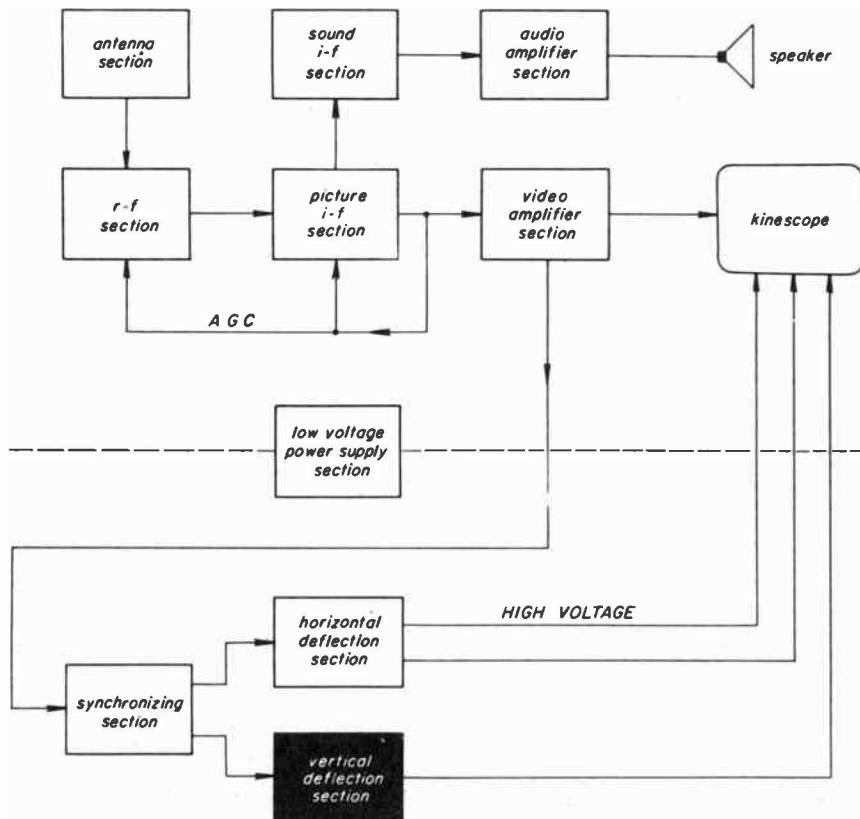 antenna
section
sound
i-f
section
audio
amplifier
section
speaker
r-f
section
picture
i-f
section
video
amplifier
section
kinescope
AGC
low voltage
power supply
section
horizontal
deflection
section
HIGH VOLTAGE
synchronizing
section
vertical
deflection
section